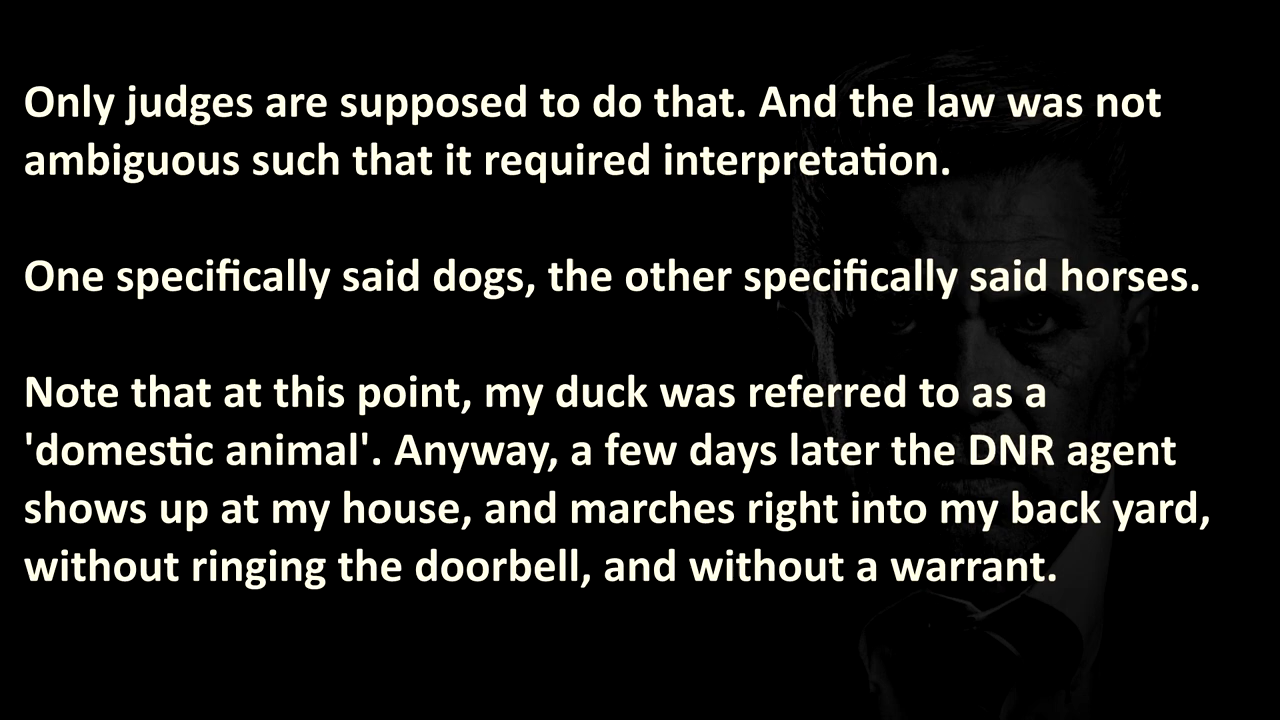 Only judges are supposed to do that. And the law was not
ambiguous such that it required interpretation.
One specifically said dogs, the other specifically said horses.
Note that at this point, my duck was referred to as a
'domestic animal'. Anyway, a few days later the DNR agent
shows up at my house, and marches right into my back yard,
without ringing the doorbell, and without a warrant.